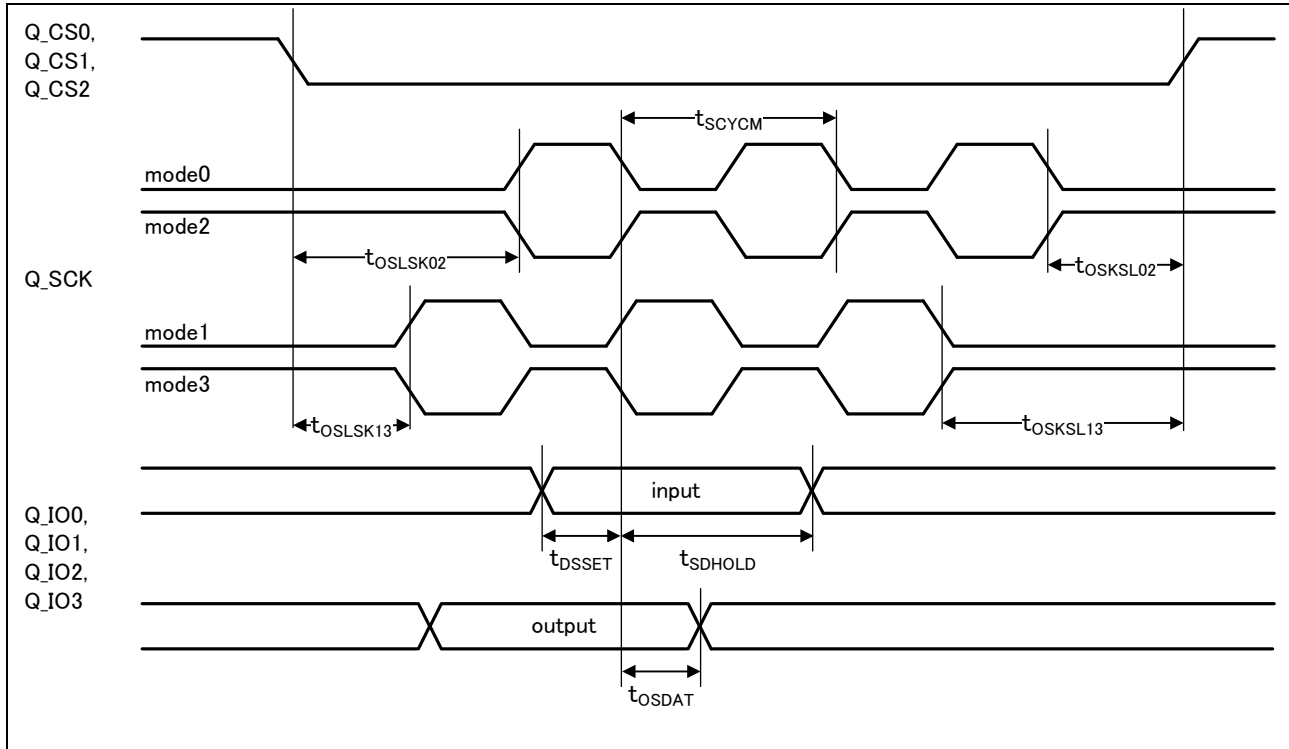 Q_CS0,
Q_CS1,
Q_CS2
tSCYCM
mode0
mode2
tOSLSK02
tOSKSL02
Q_SCK
mode1
mode3
tOSLSK13
tOSKSL13
input
Q_IO0,
Q_IO1,
Q_IO2,
Q_IO3
tDSSET
tSDHOLD
output
tOSDAT